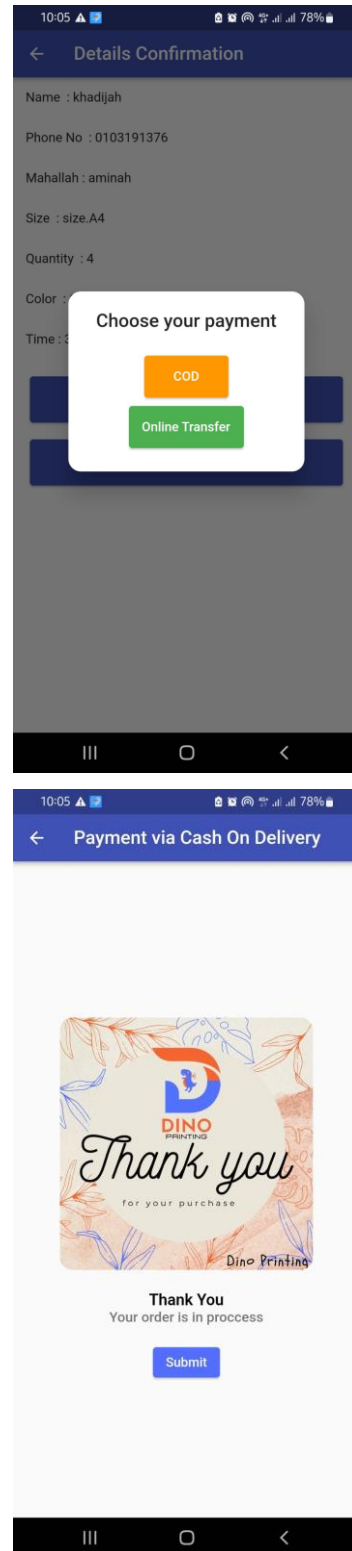 10:05 78%
Details Confirmation
Name : khadijah
Phone No : 0103191376
Mahallah : aminah
Size : size.A4
Quantity : 4
Color :
Time : 3
Choose your payment
COD
Online Transfer
10:05 78%
Payment via Cash On Delivery
DINO
PRINTING
Thank you
for your purchase
Dino Printing
Thank You
Your order is in proccess
Submit